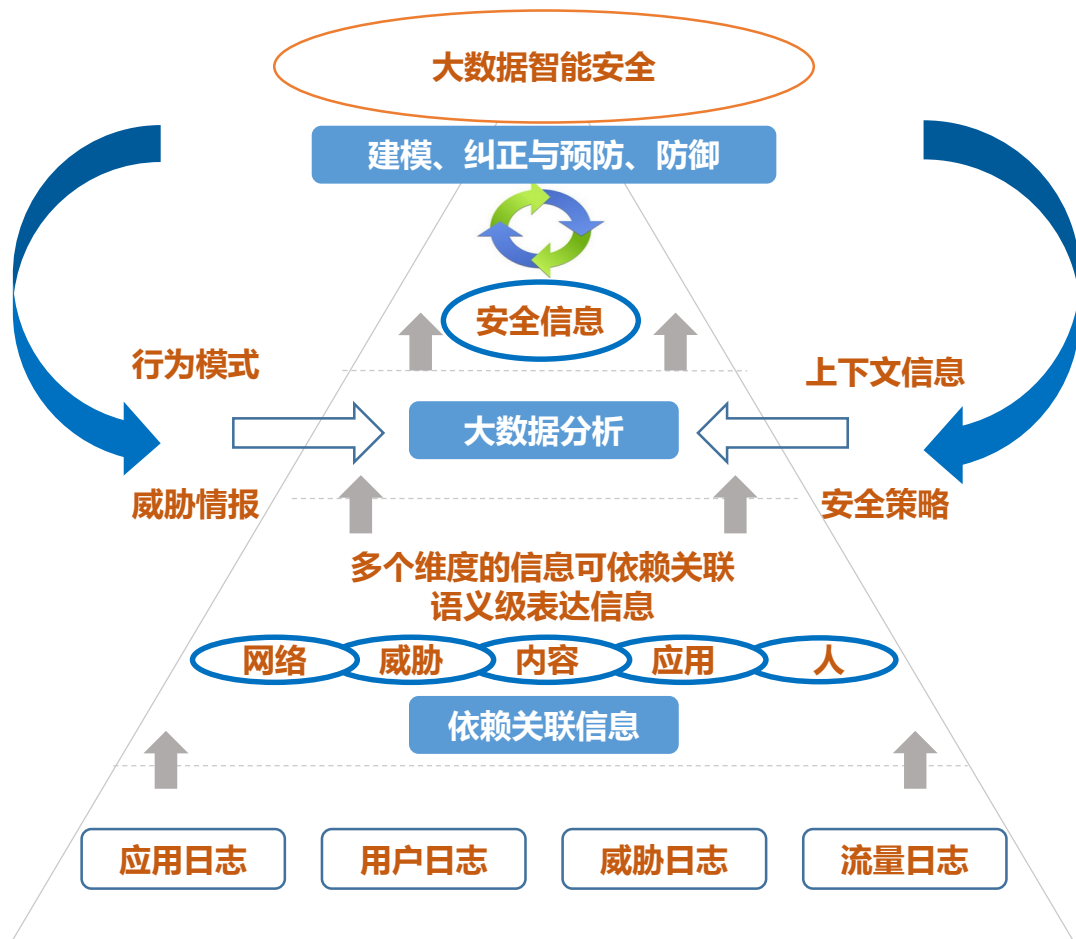 大数据智能安全
建模、纠正与预防、防御
安全信息
行为模式
上下文信息
大数据分析
威胁情报
安全策略
多个维度的信息可依赖关联
语义级表达信息
网络
威胁
内容
应用
人
依赖关联信息
应用日志
用户日志
威胁日志
流量日志